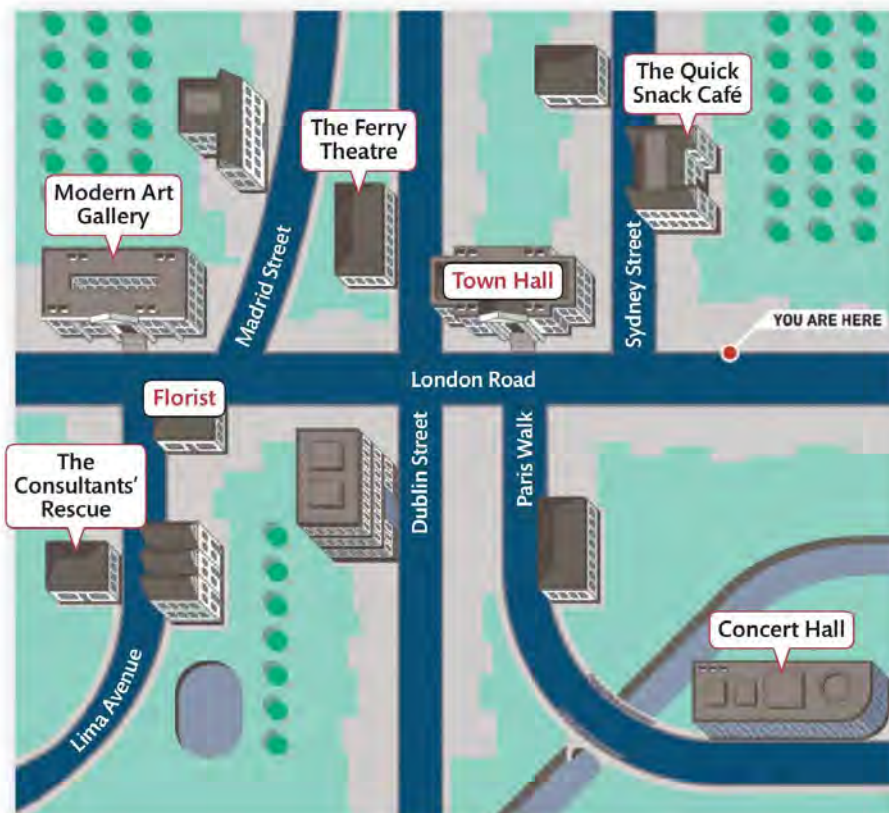 The Quick
Snack Café
The Ferry
Theatre
Modern Art
Gallery
Madrid Street
Town Hall
Sydney Street
YOU ARE HERE
London Road
Florist
Dublin Street
Paris Walk
The
Consultants'
Rescue
Concert Hall
Lima Avenue